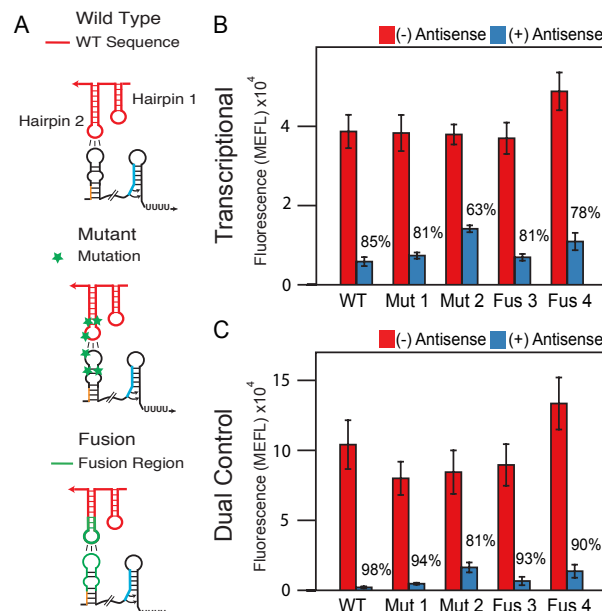 A
Wild Type
WT Sequence
Hairpin 1
Hairpin 2
UUUU
Mutant
Mutation
UUUU
Fusion
Fusion Region
UUUU
B
(-) Antisense (+) Antisense
Transcriptional
Fluorescence (MEFL) x10⁴
4
2
0
85% 81% 63% 81% 78%
WT Mut 1 Mut 2 Fus 3 Fus 4
C
(-) Antisense (+) Antisense
Dual Control
Fluorescence (MEFL) x10⁴
15
10
5
0
98% 94% 81% 93% 90%
WT Mut 1 Mut 2 Fus 3 Fus 4